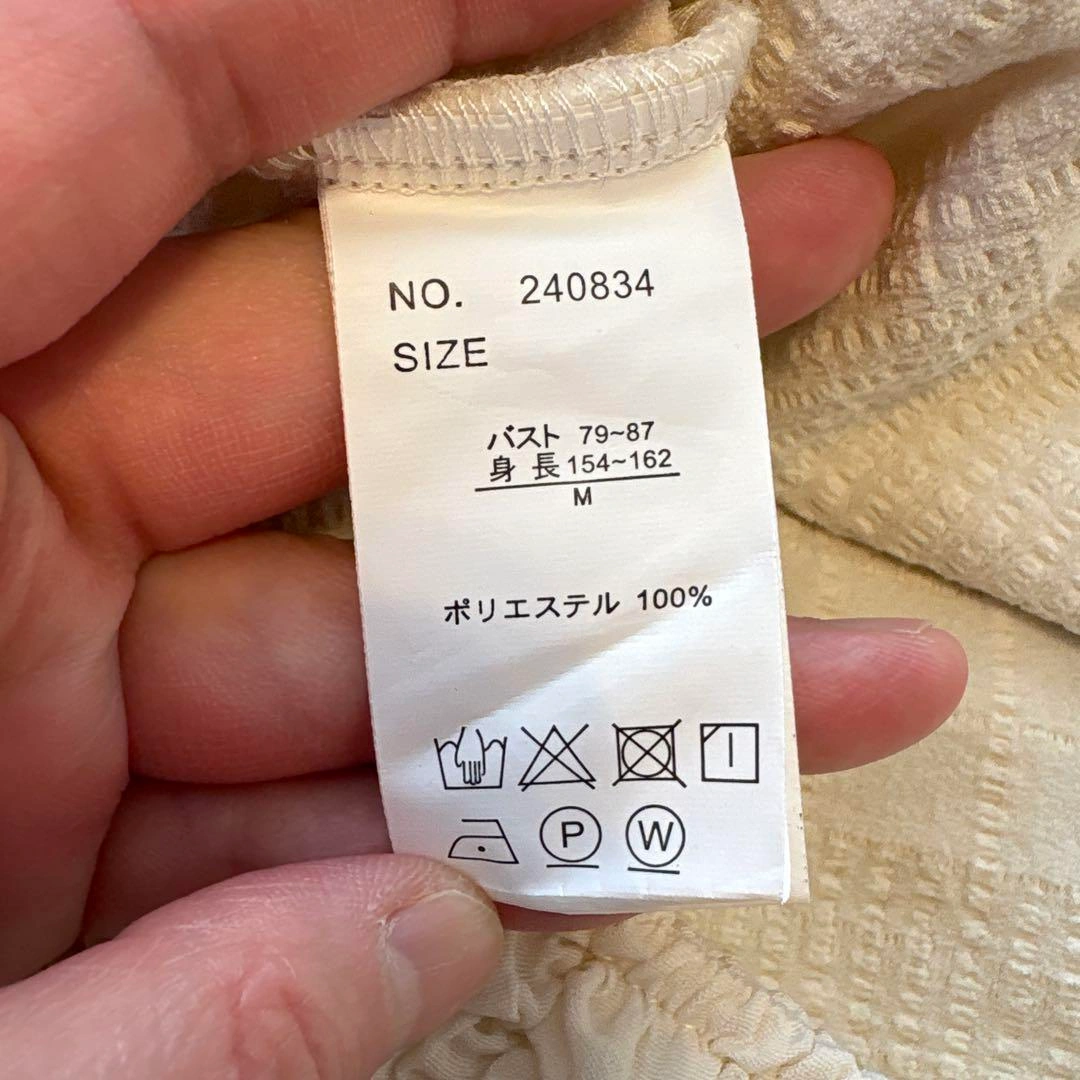 NO. 240834
SIZE
バスト 79~87
身 長 154~162
M
ポリエステル 100%
P W